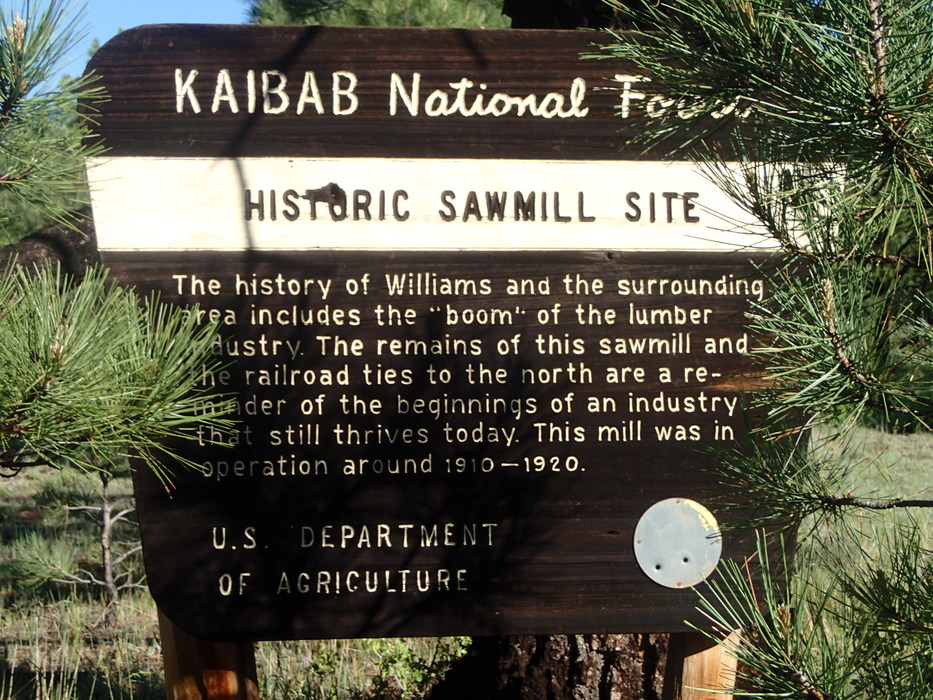 KAIBAB National Forest
HISTORIC SAWMILL SITE
The history of Williams and the surrounding
area includes the "boom" of the lumber
industry. The remains of this sawmill and
the railroad ties to the north are a re-
minder of the beginnings of an industry
that still thrives today. This mill was in
operation around 1910-1920.
U.S. DEPARTMENT
OF AGRICULTURE